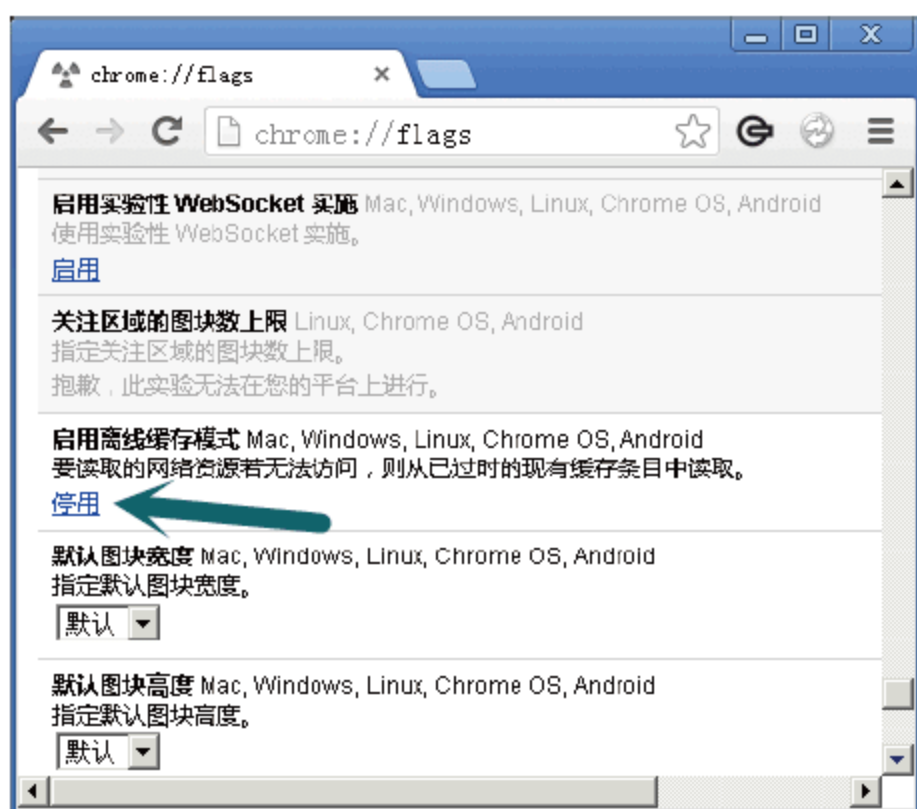 chrome://flags
chrome://flags
启用实验性 WebSocket 实施 Mac, Windows, Linux, Chrome OS, Android
使用实验性 WebSocket 实施。
启用
关注区域的图块数上限 Linux, Chrome OS, Android
指定关注区域的图块数上限。
抱歉，此实验无法在您的平台上进行。
启用离线缓存模式 Mac, Windows, Linux, Chrome OS, Android
要读取的网络资源若无法访问，则从已过时的现有缓存条目中读取。
停用
默认图块宽度 Mac, Windows, Linux, Chrome OS, Android
指定默认图块宽度。
默认
默认图块高度 Mac, Windows, Linux, Chrome OS, Android
指定默认图块高度。
默认